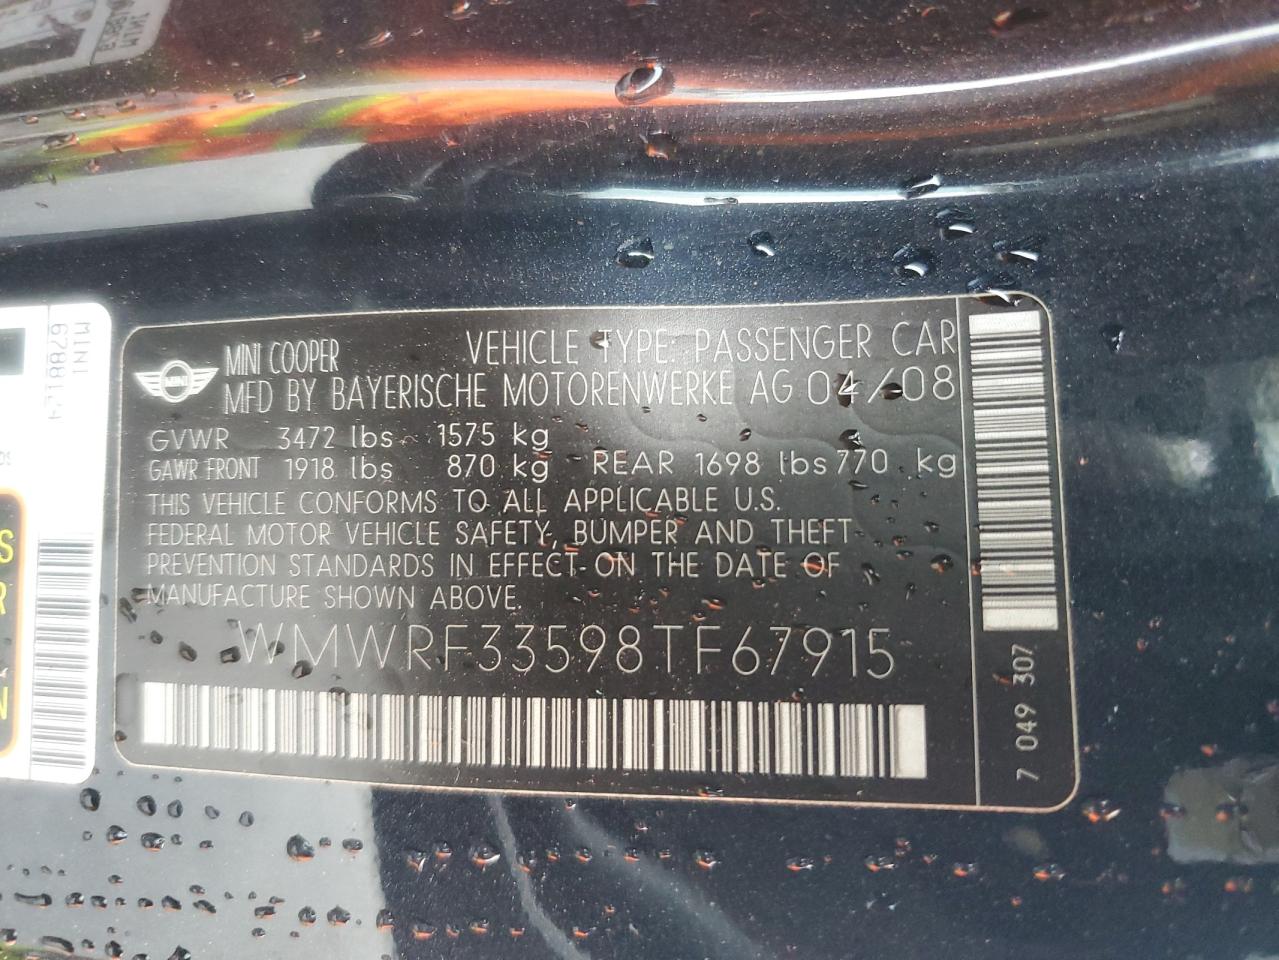 MINI COOPER VEHICLE TYPE: PASSENGER CAR
MINI
MFD BY BAYERISCHE MOTORENWERKE AG 04/08
GVWR 3472 lbs 1575 kg
GAWR FRONT 1918 lbs 870 kg REAR 1698 lbs 770 kg
THIS VEHICLE CONFORMS TO ALL APPLICABLE U.S.
FEDERAL MOTOR VEHICLE SAFETY, BUMPER AND THEFT
PREVENTION STANDARDS IN EFFECT ON THE DATE OF
MANUFACTURE SHOWN ABOVE.
WMWRF33598TF67915
7 049 307
MINI
S
R
N